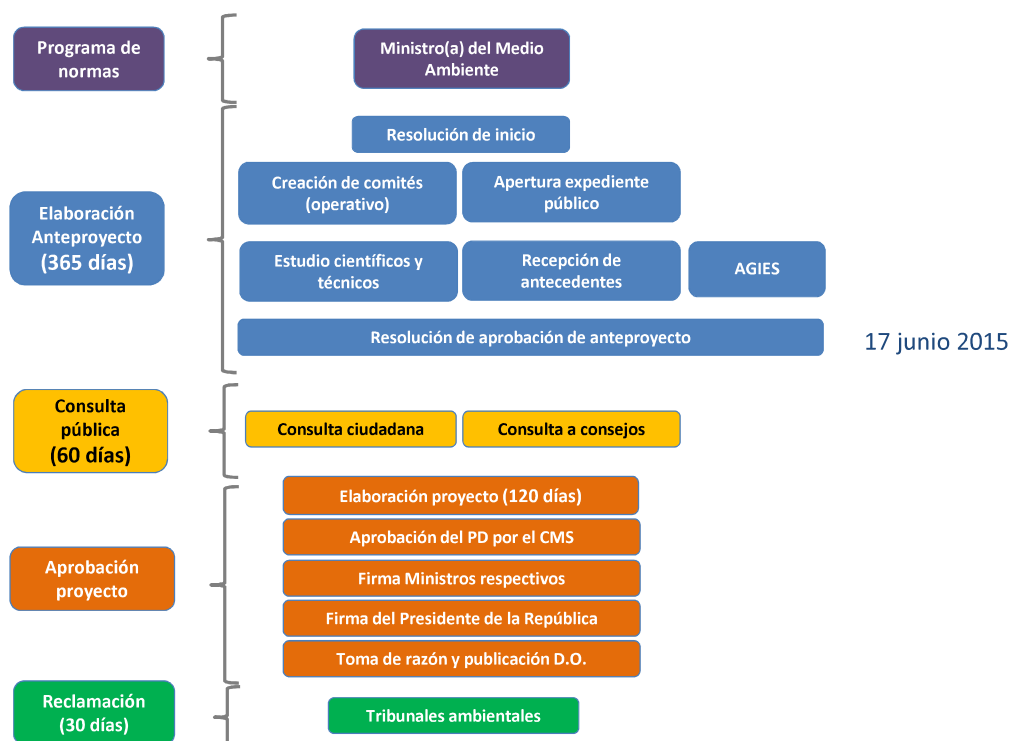 Programa de
normas
Ministro(a) del Medio
Ambiente
Elaboración
Anteproyecto
(365 días)
Resolución de inicio
Creación de comités
(operativo)
Apertura expediente
público
Estudio científicos y
técnicos
Recepción de
antecedentes
AGIES
Resolución de aprobación de anteproyecto
17 junio 2015
Consulta
pública
(60 días)
Consulta ciudadana
Consulta a consejos
Aprobación
proyecto
Elaboración proyecto (120 días)
Aprobación del PD por el CMS
Firma Ministros respectivos
Firma del Presidente de la República
Toma de razón y publicación D.O.
Reclamación
(30 días)
Tribunales ambientales